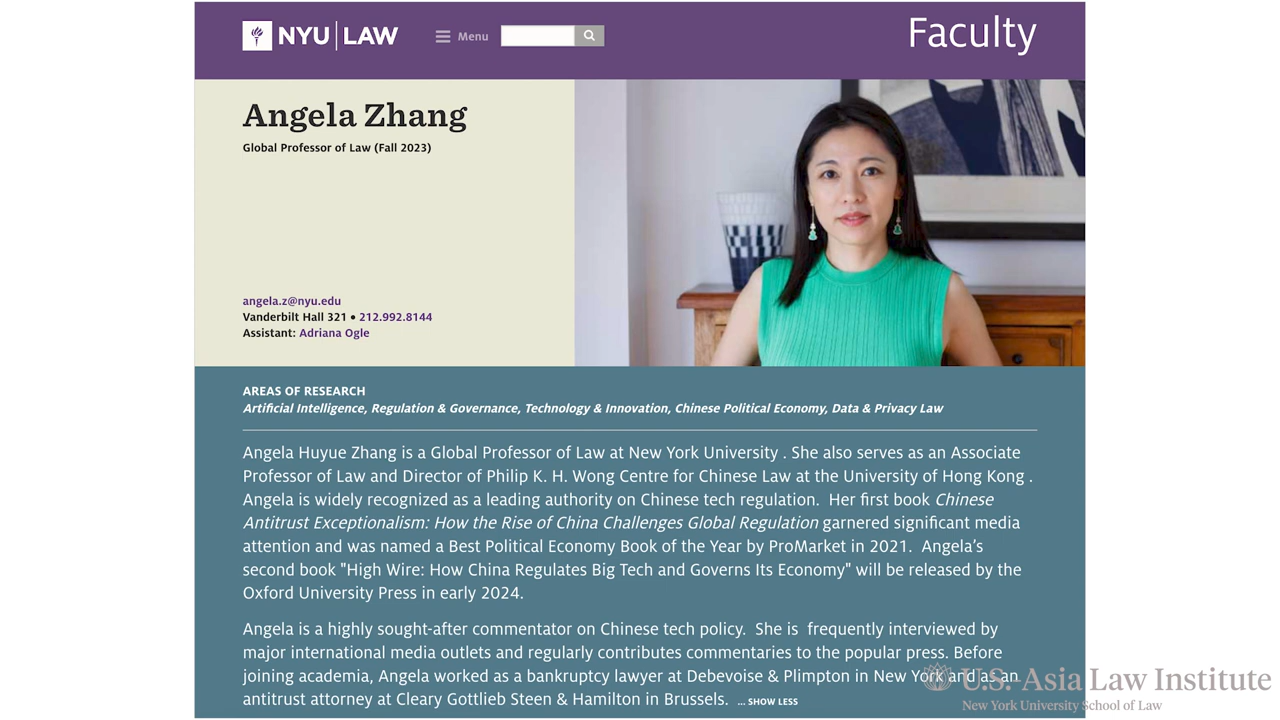 NYU | LAW
Menu
Faculty
Angela Zhang
Global Professor of Law (Fall 2023)
angela.z@nyu.edu
Vanderbilt Hall 321 • 212.992.8144
Assistant: Adriana Ogle
AREAS OF RESEARCH
Artificial Intelligence, Regulation & Governance, Technology & Innovation, Chinese Political Economy, Data & Privacy Law
Angela Huyue Zhang is a Global Professor of Law at New York University . She also serves as an Associate
Professor of Law and Director of Philip K. H. Wong Centre for Chinese Law at the University of Hong Kong .
Angela is widely recognized as a leading authority on Chinese tech regulation.  Her first book Chinese
Antitrust Exceptionalism: How the Rise of China Challenges Global Regulation garnered significant media
attention and was named a Best Political Economy Book of the Year by ProMarket in 2021.  Angela’s
second book "High Wire: How China Regulates Big Tech and Governs Its Economy" will be released by the
Oxford University Press in early 2024.
Angela is a highly sought-after commentator on Chinese tech policy.  She is  frequently interviewed by
major international media outlets and regularly contributes commentaries to the popular press. Before
joining academia, Angela worked as a bankruptcy lawyer at Debevoise & Plimpton in New York and as an
antitrust attorney at Cleary Gottlieb Steen & Hamilton in Brussels.  ... SHOW LESS
U.S. Asia Law Institute
New York University School of Law